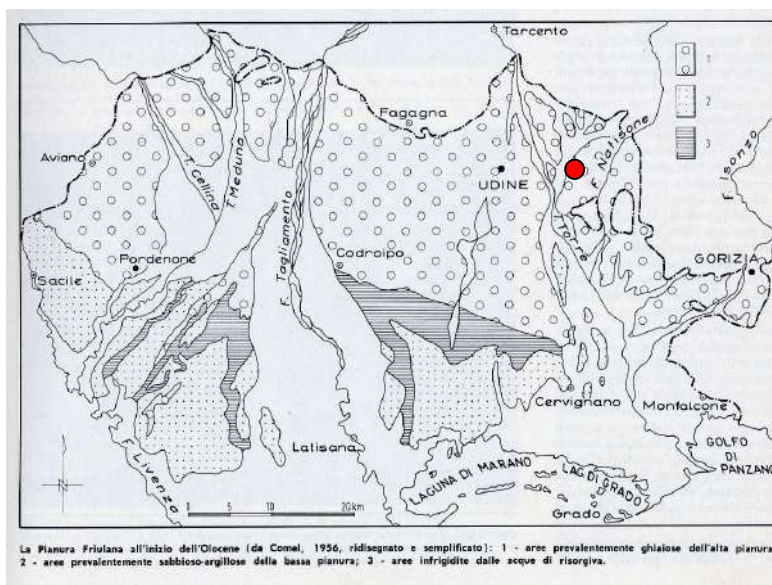 Tarcento
1
Fagagna
2
F. Natisone
Aviano
3
T. Cellina
T. Meduna
UDINE
F. Isonzo
F. Tagliamento
T. Torre
Pordenone
Codroipo
GORIZIA
Sacile
Cervignano
Monfalcone
Latisana
GOLFO
DI
PANZANO
F. Livenza
LAGUNA DI MARANO
LAG. DI GRADO
N
0 5 10 20km
Grado
La Pianura Friulana all'inizio dell'Olocene (da Comel, 1956, ridisegnato e semplificato): 1 - aree prevalentemente ghiaiose dell'alta pianura;
2 - aree prevalentemente sabbioso-argillose della bassa pianura; 3 - aree infrigidite dalle acque di risorgiva.